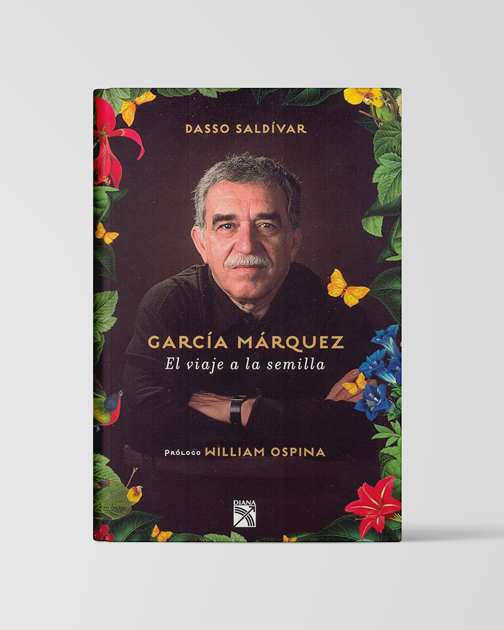 DASSO SALDÍVAR
GARCÍA MÁRQUEZ
El viaje a la semilla
PRÓLOGO WILLIAM OSPINA
DIANA